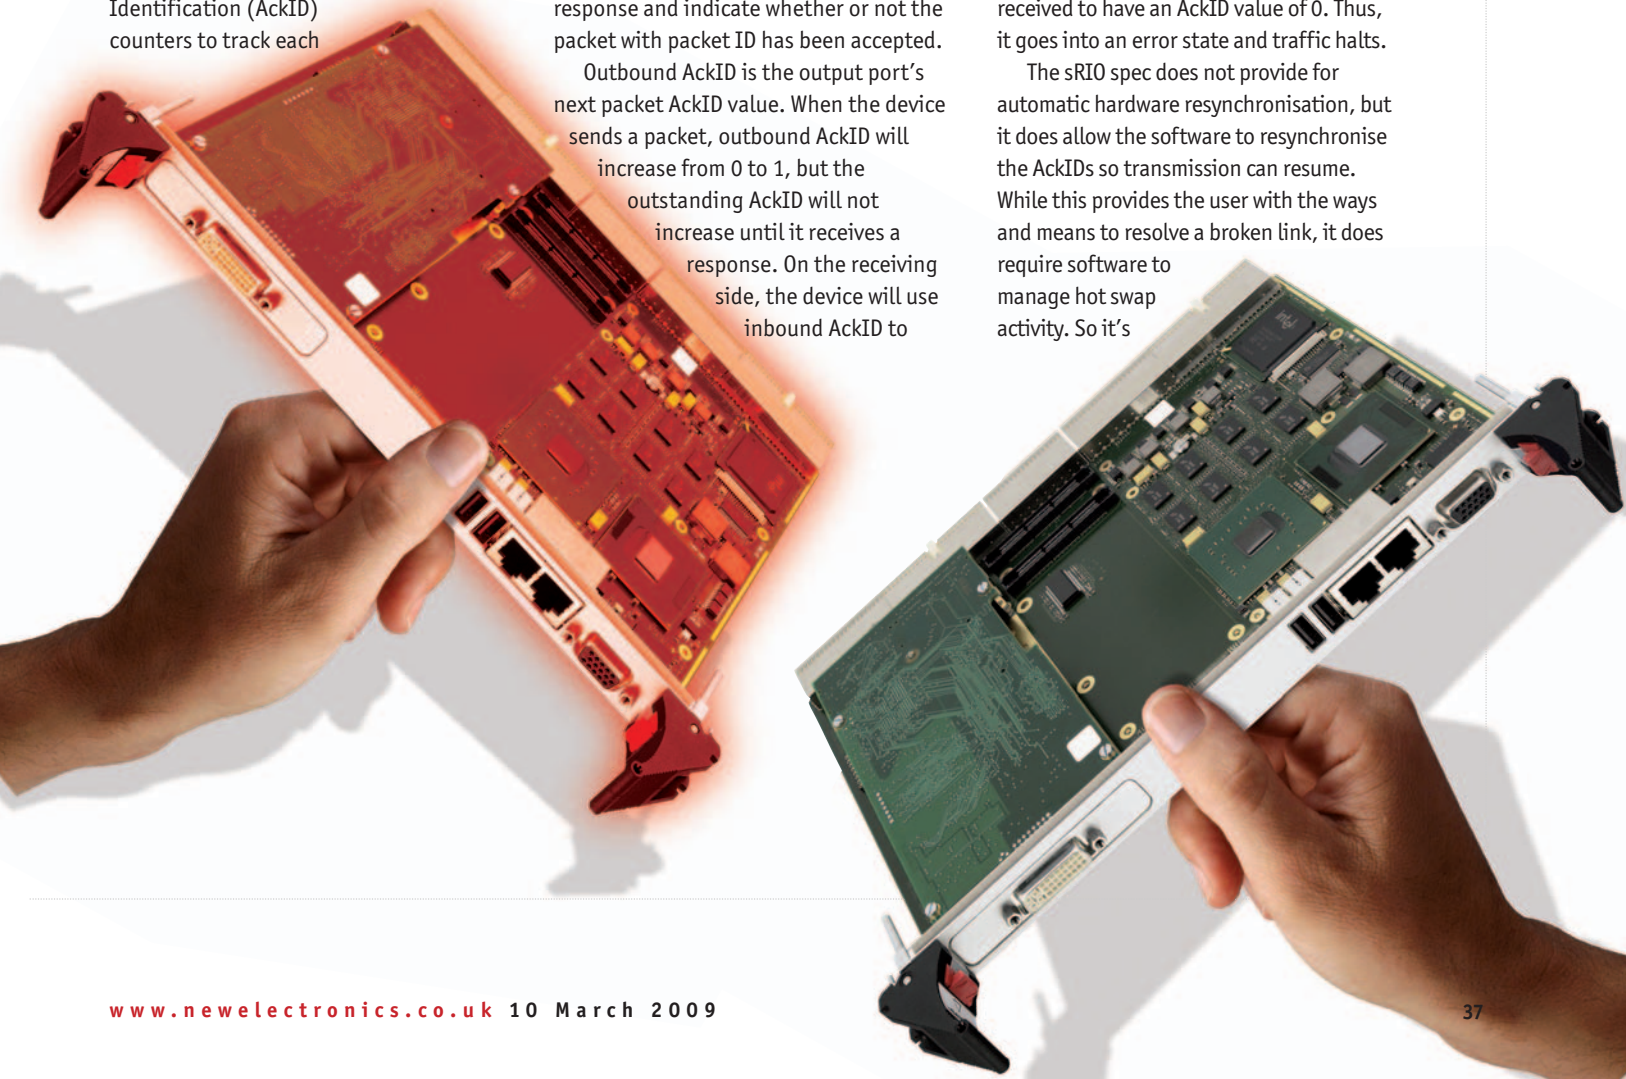 Identification (AckID)
counters to track each
response and indicate whether or not the
packet with packet ID has been accepted.
Outbound AckID is the output port's
next packet AckID value. When the device
sends a packet, outbound AckID will
increase from 0 to 1, but the
outstanding AckID will not
increase until it receives a
response. On the receiving
side, the device will use
inbound AckID to
received to have an AckID value of 0. Thus,
it goes into an error state and traffic halts.
The sRIO spec does not provide for
automatic hardware resynchronisation, but
it does allow the software to resynchronise
the AckIDs so transmission can resume.
While this provides the user with the ways
and means to resolve a broken link, it does
require software to
manage hot swap
activity. So it's
intel
www.newelectronics.co.uk 10 March 2009
37